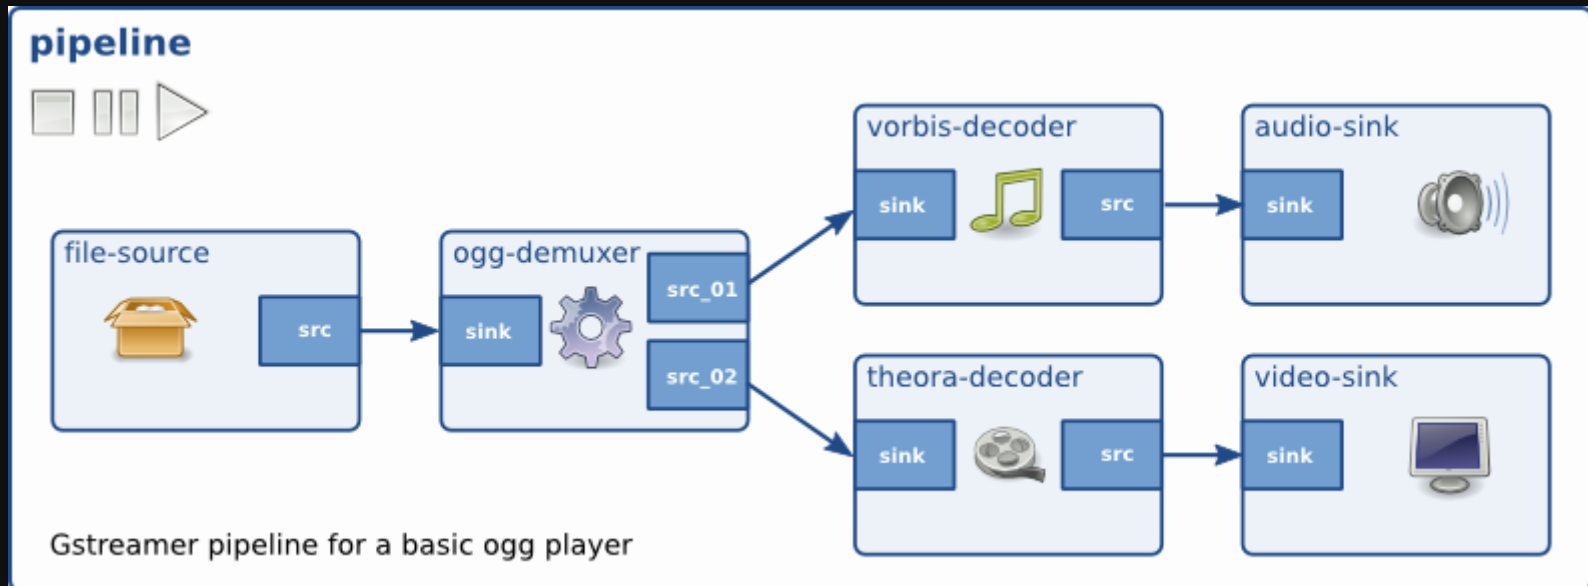 pipeline
file-source
src
ogg-demuxer
sink
src_01
src_02
vorbis-decoder
sink
src
audio-sink
sink
theora-decoder
sink
src
video-sink
sink
Gstreamer pipeline for a basic ogg player